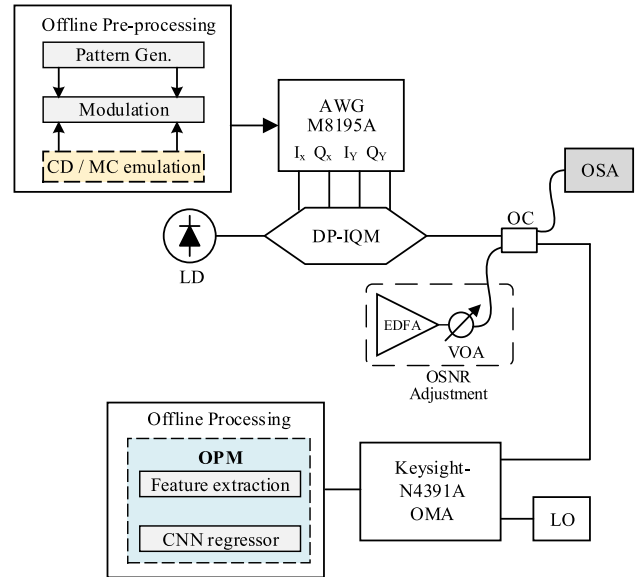 Offline Pre-processing
Pattern Gen.
Modulation
CD / MC emulation
AWG
M8195A
Ix Qx IY QY
OSA
OC
DP-IQM
LD
EDFA
VOA
OSNR
Adjustment
Offline Processing
OPM
Feature extraction
CNN regressor
Keysight-
N4391A
OMA
LO